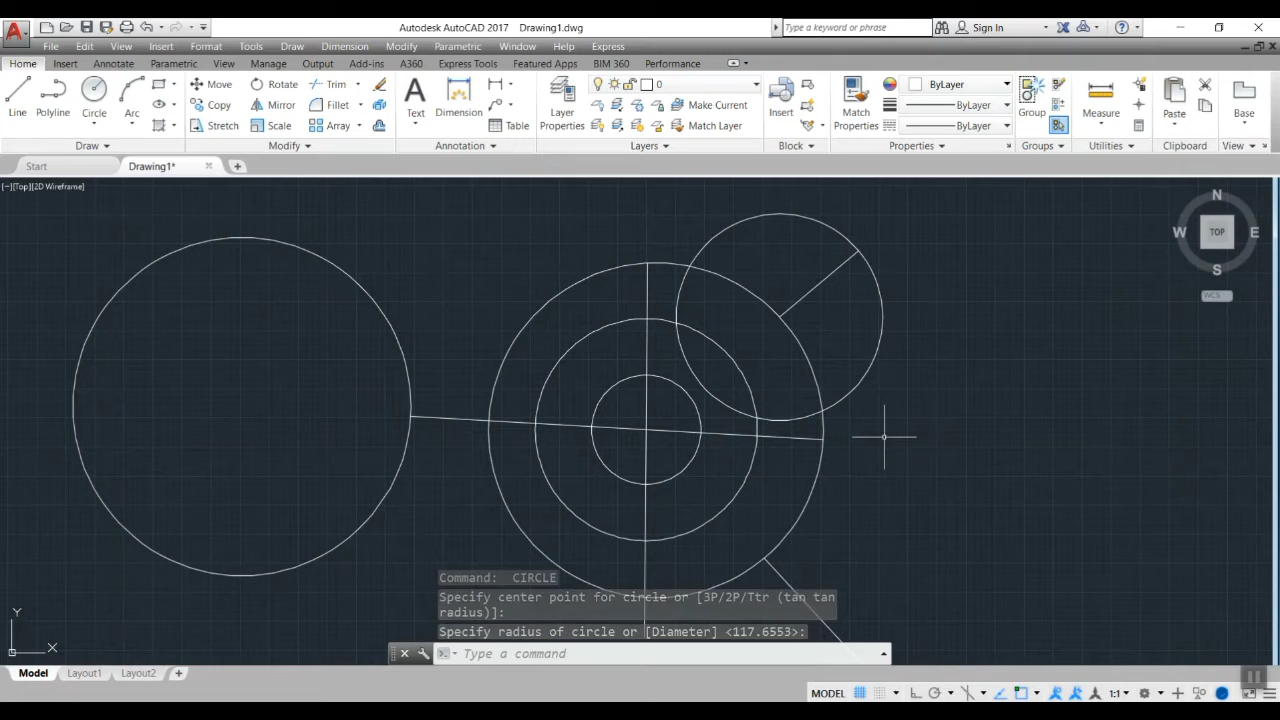 Autodesk AutoCAD 2017 Drawing1.dwg
Type a keyword or phrase
Sign In
File Edit View Insert Format Tools Draw Dimension Modify Parametric Window Help Express
Home Insert Annotate Parametric View Manage Output Add-ins A360 Express Tools Featured Apps BIM 360 Performance
Line Polyline Circle Arc
Move Rotate Trim
Copy Mirror Fillet
Stretch Scale Array
Text Dimension Table
Layer Properties
0
Make Current
Match Layer
Insert
Match Properties
ByLayer
ByLayer
ByLayer
Group
Measure
Paste
Base
Draw Modify Annotation Layers Block Properties Groups Utilities Clipboard View
Start Drawing1*
[−][Top][2D Wireframe]
N
W TOP E
S
WCS
Command: CIRCLE
Specify center point for circle or [3P/2P/Ttr (tan tan
radius)]:
Specify radius of circle or [Diameter] <117.6553>:
Type a command
Y
X
Model Layout1 Layout2
MODEL 1:1